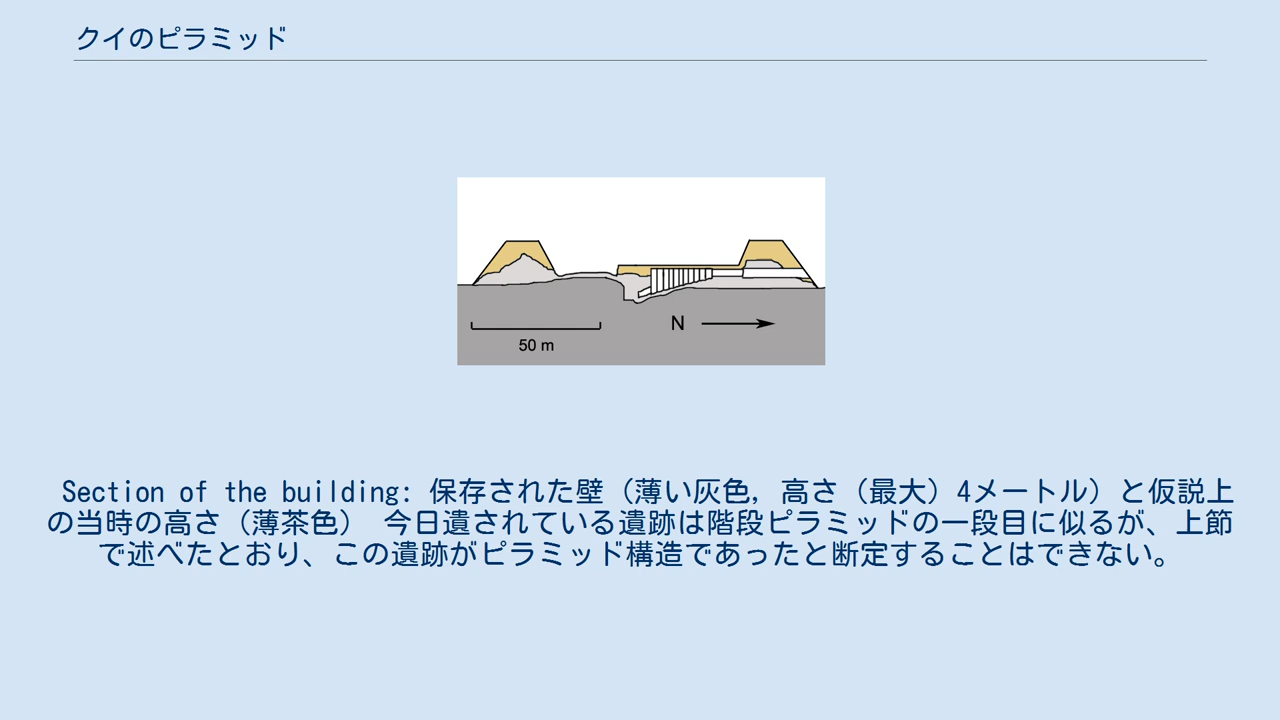 クイのピラミッド
N
50 m
Section of the building: 保存された壁（薄い灰色, 高さ（最大）4メートル）と仮説上
の当時の高さ（薄茶色） 今日遺されている遺跡は階段ピラミッドの一段目に似るが、上節
で述べたとおり、この遺跡がピラミッド構造であったと断定することはできない。